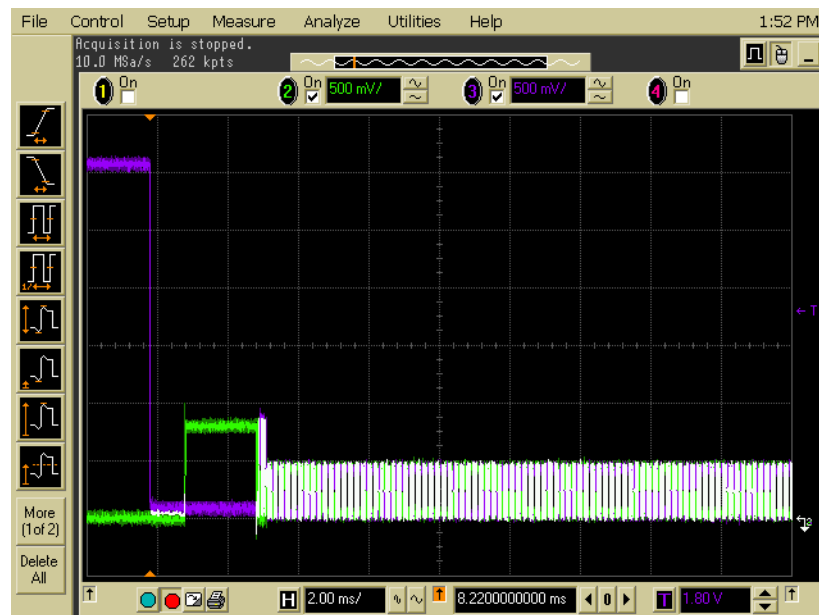 File Control Setup Measure Analyze Utilities Help 1:52 PM
Acquisition is stopped.
10.0 MSa/s 262 kpts
1 On 2 On 500 mV/ 3 On 500 mV/ 4 On
T
1/
More
(1of 2)
Delete
All
2
H 2.00 ms/ 8.2200000000 ms 0 T 1.80 V